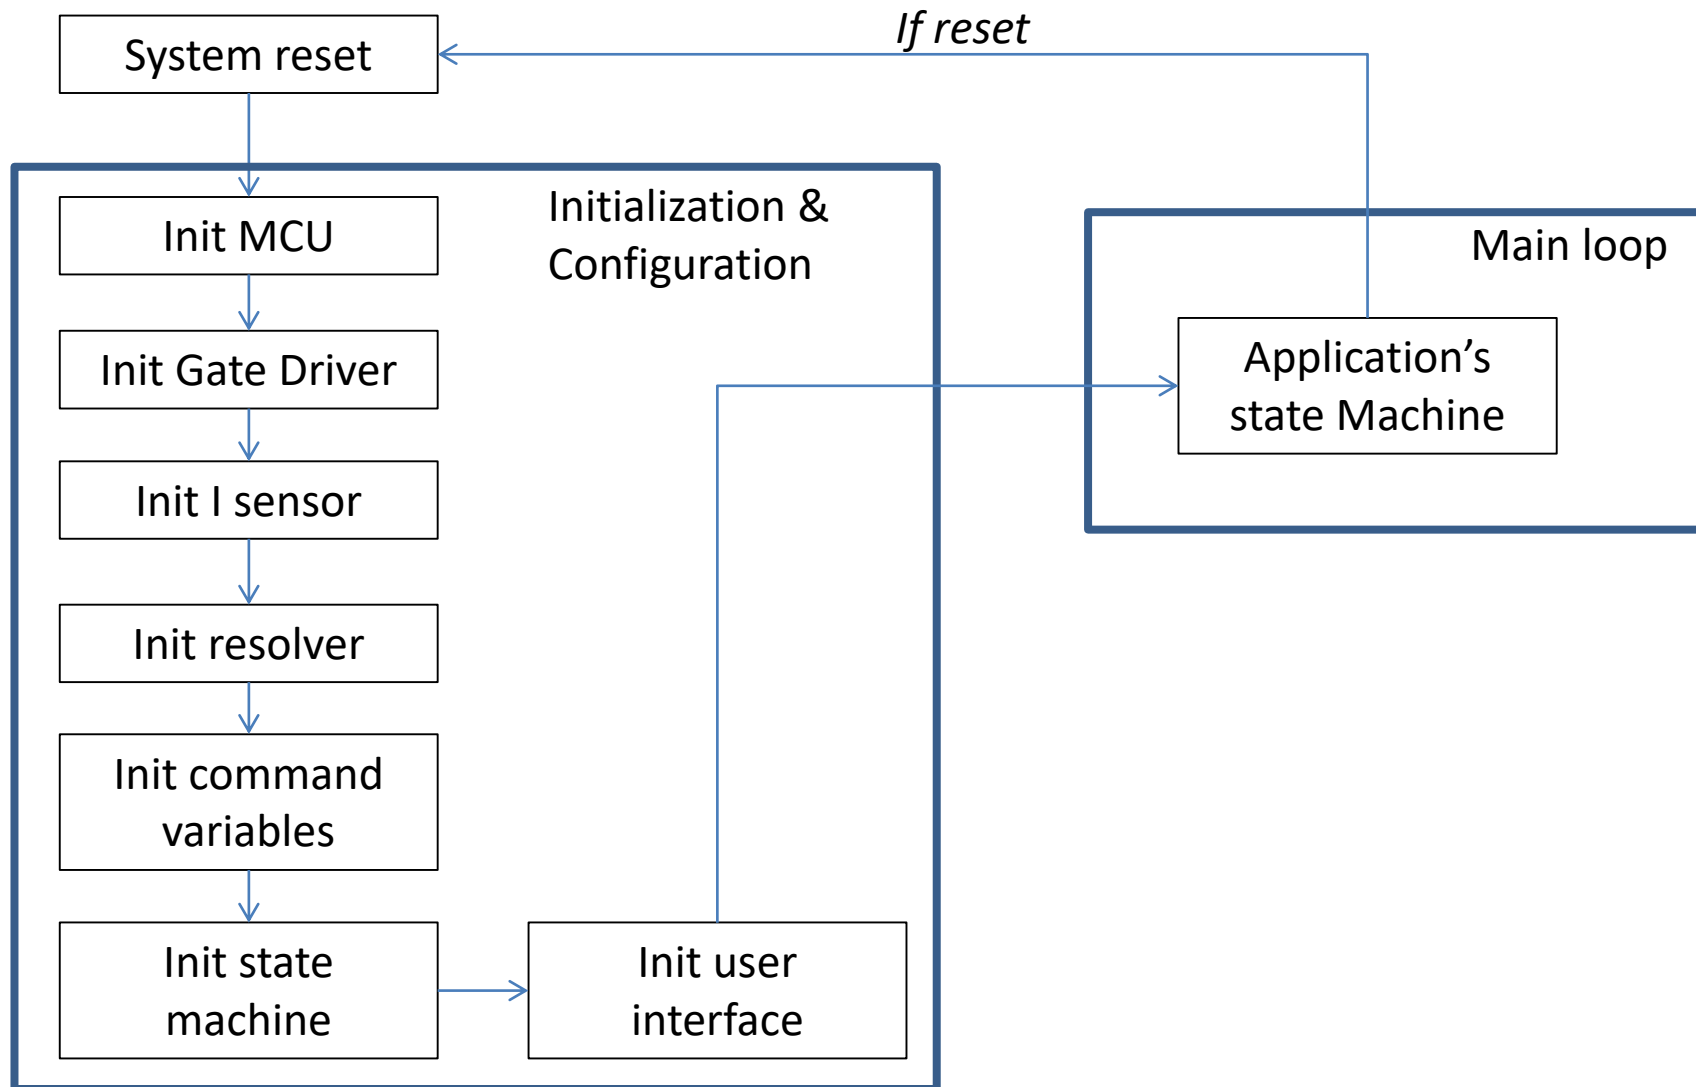 System reset
If reset
Initialization &
Configuration
Init MCU
Init Gate Driver
Init I sensor
Init resolver
Init command
variables
Init state
machine
Init user
interface
Main loop
Application’s
state Machine